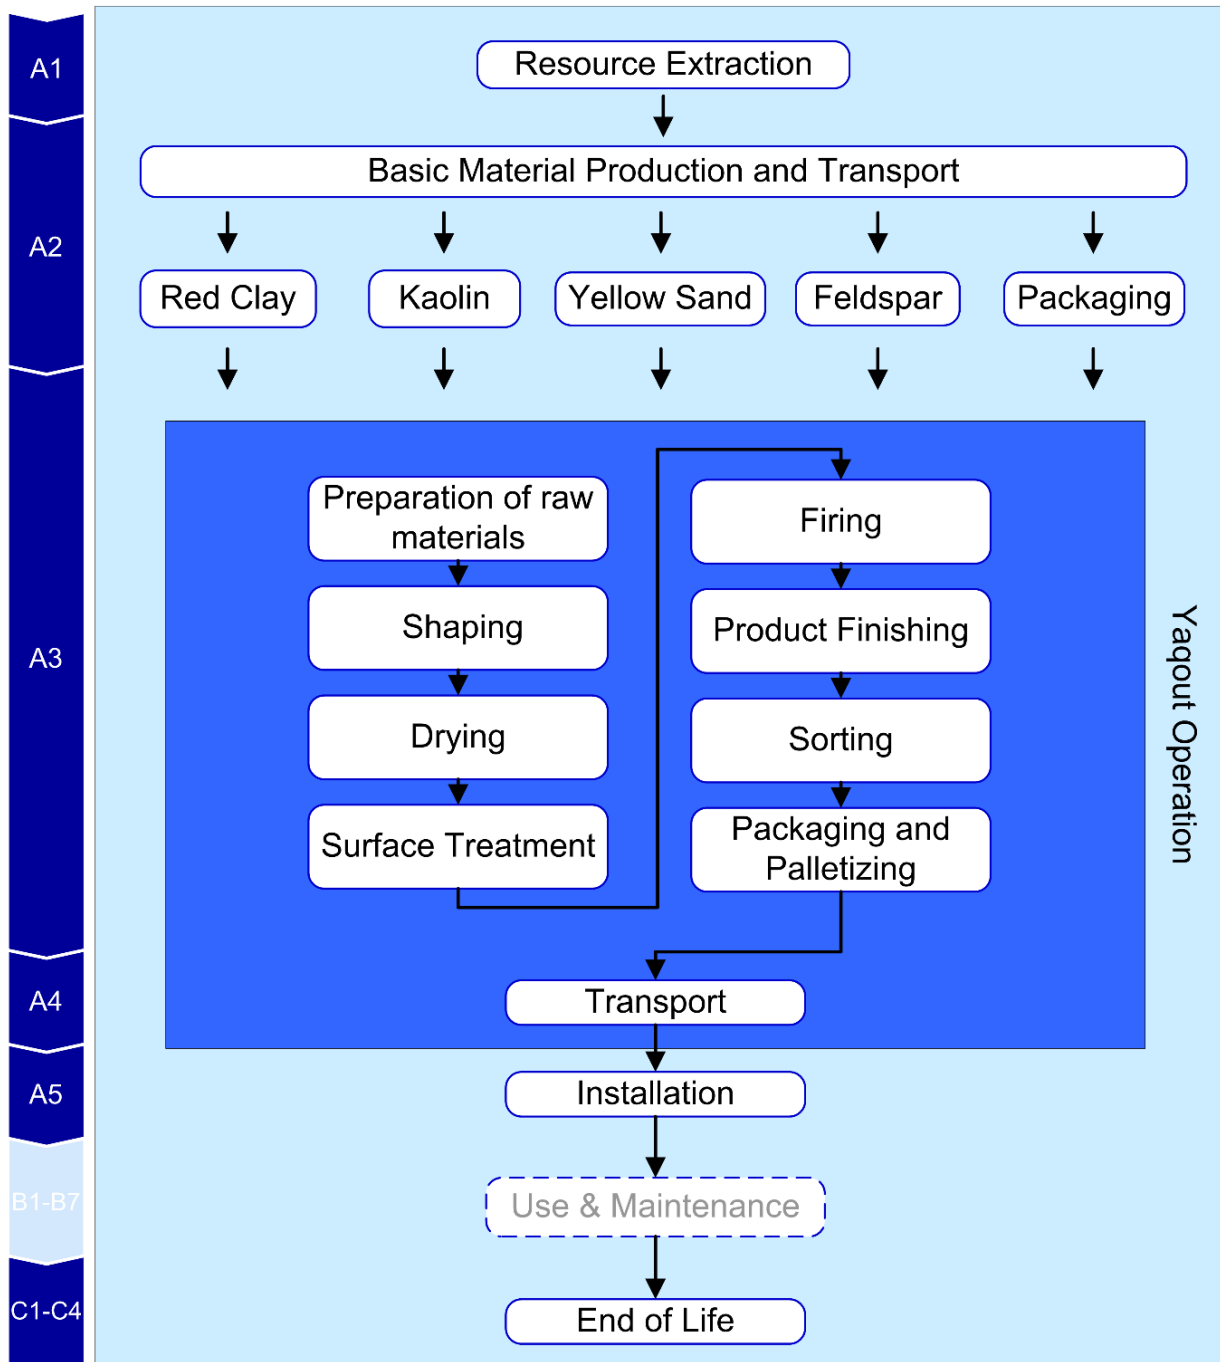 A1
Resource Extraction
Basic Material Production and Transport
A2
Red Clay
Kaolin
Yellow Sand
Feldspar
Packaging
A3
Preparation of raw
materials
Shaping
Drying
Surface Treatment
Firing
Product Finishing
Sorting
Packaging and
Palletizing
Yaqout Operation
A4
Transport
A5
Installation
B1-B7
Use & Maintenance
C1-C4
End of Life